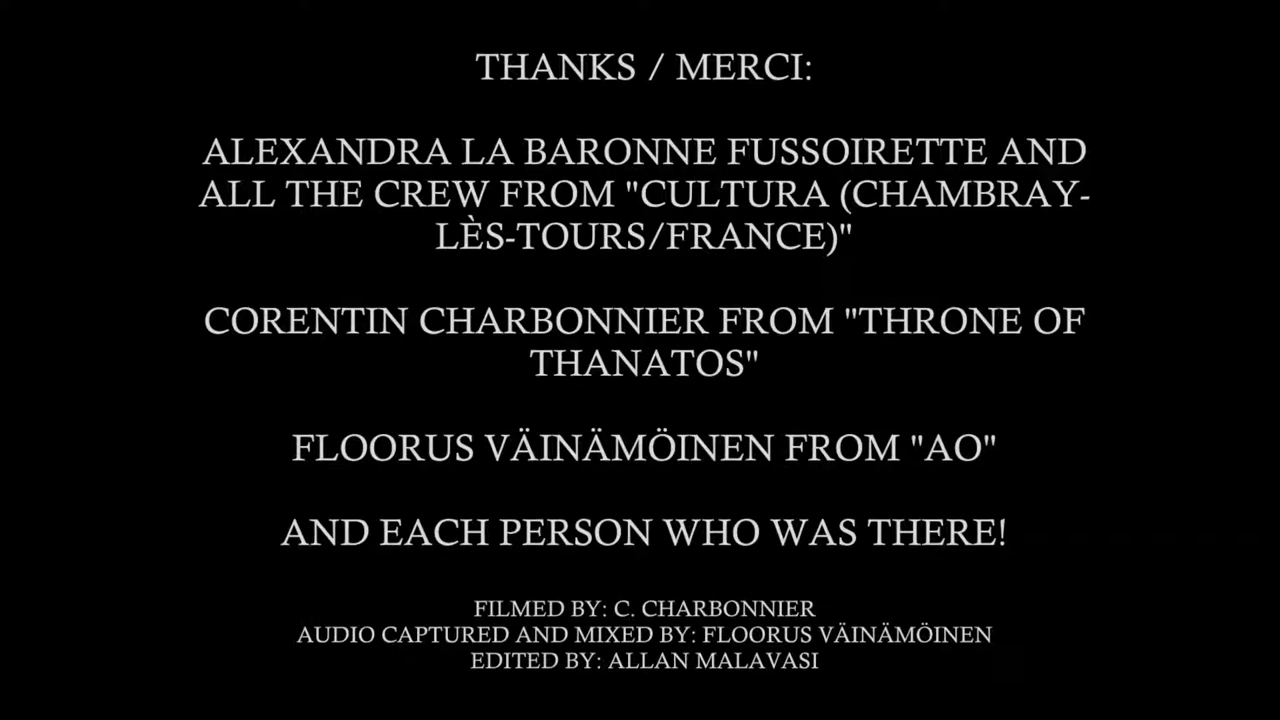 THANKS / MERCI:
ALEXANDRA LA BARONNE FUSSOIRETTE AND
ALL THE CREW FROM "CULTURA (CHAMBRAY-
LÈS-TOURS/FRANCE)"
CORENTIN CHARBONNIER FROM "THRONE OF
THANATOS"
FLOORUS VÄINÄMÖINEN FROM "AO"
AND EACH PERSON WHO WAS THERE!
FILMED BY: C. CHARBONNIER
AUDIO CAPTURED AND MIXED BY: FLOORUS VÄINÄMÖINEN
EDITED BY: ALLAN MALAVASI